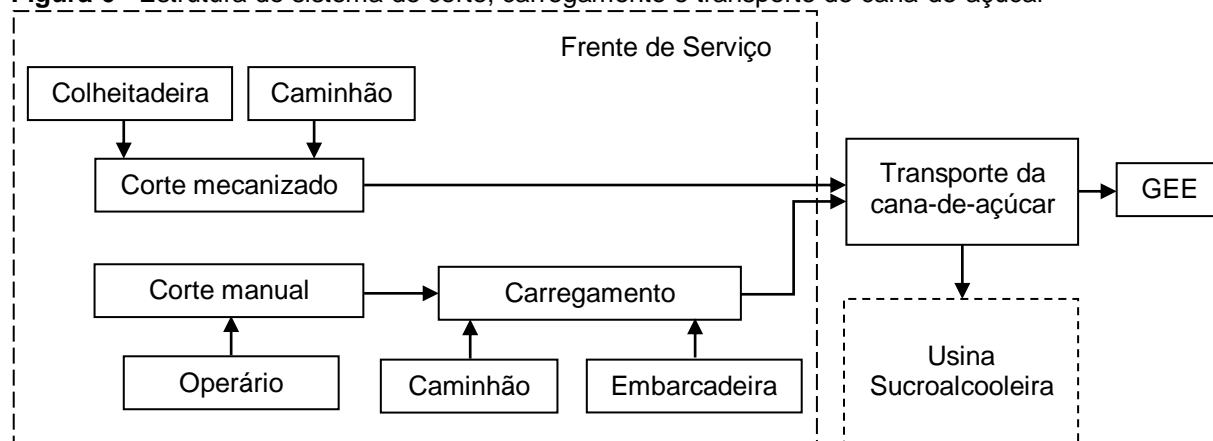 Figura - Estrutura do sistema de corte, carregamento e transporte de cana-de-açúcar
Frente de Serviço
Colheitadeira
Caminhão
Corte mecanizado
Transporte da
cana-de-açúcar
GEE
Corte manual
Carregamento
Operário
Caminhão
Embarcadeira
Usina
Sucroalcooleira